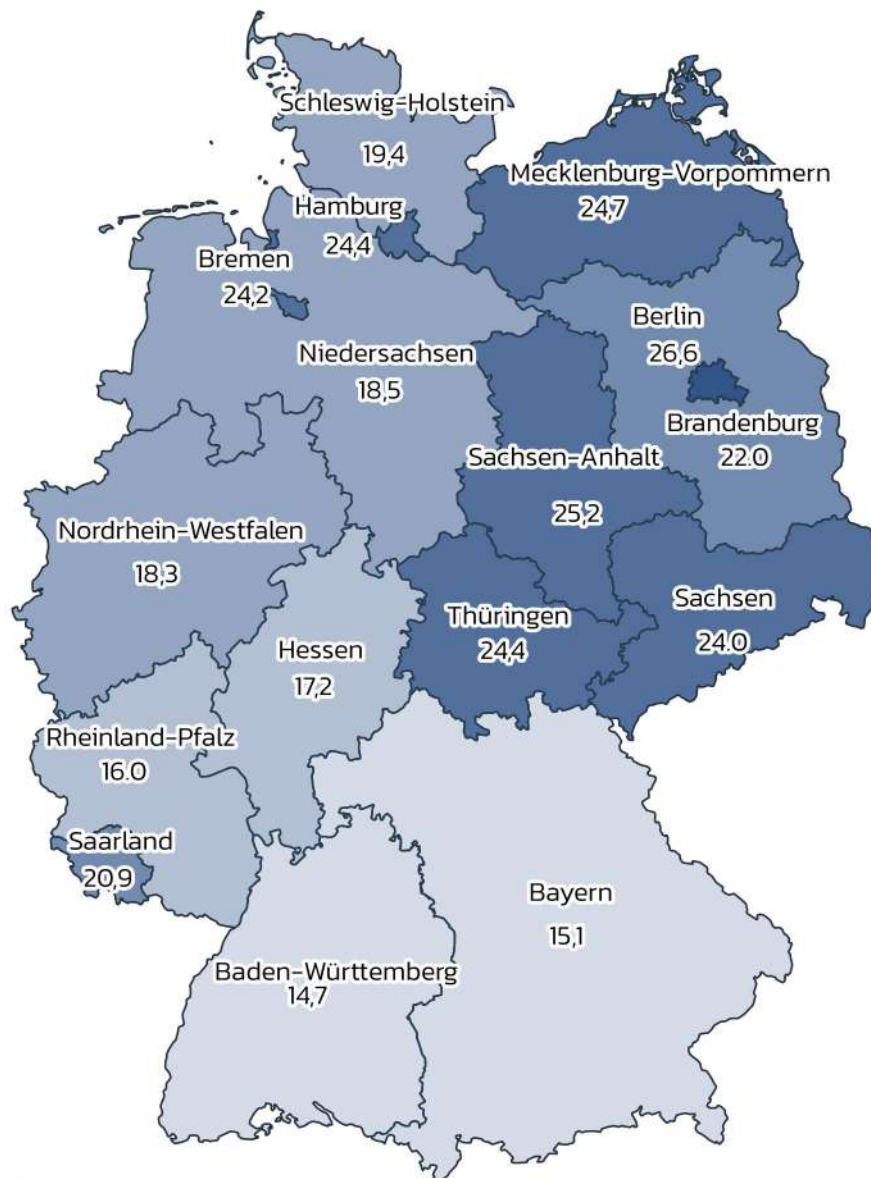 Schleswig-Holstein
19,4
Mecklenburg-Vorpommern
24,7
Hamburg
24,4
Bremen
24,2
Berlin
26,6
Niedersachsen
18,5
Brandenburg
22.0
Sachsen-Anhalt
25,2
Nordrhein-Westfalen
18,3
Sachsen
24.0
Thüringen
24,4
Hessen
17,2
Rheinland-Pfalz
16.0
Saarland
20,9
Bayern
15,1
Baden-Württemberg
14,7